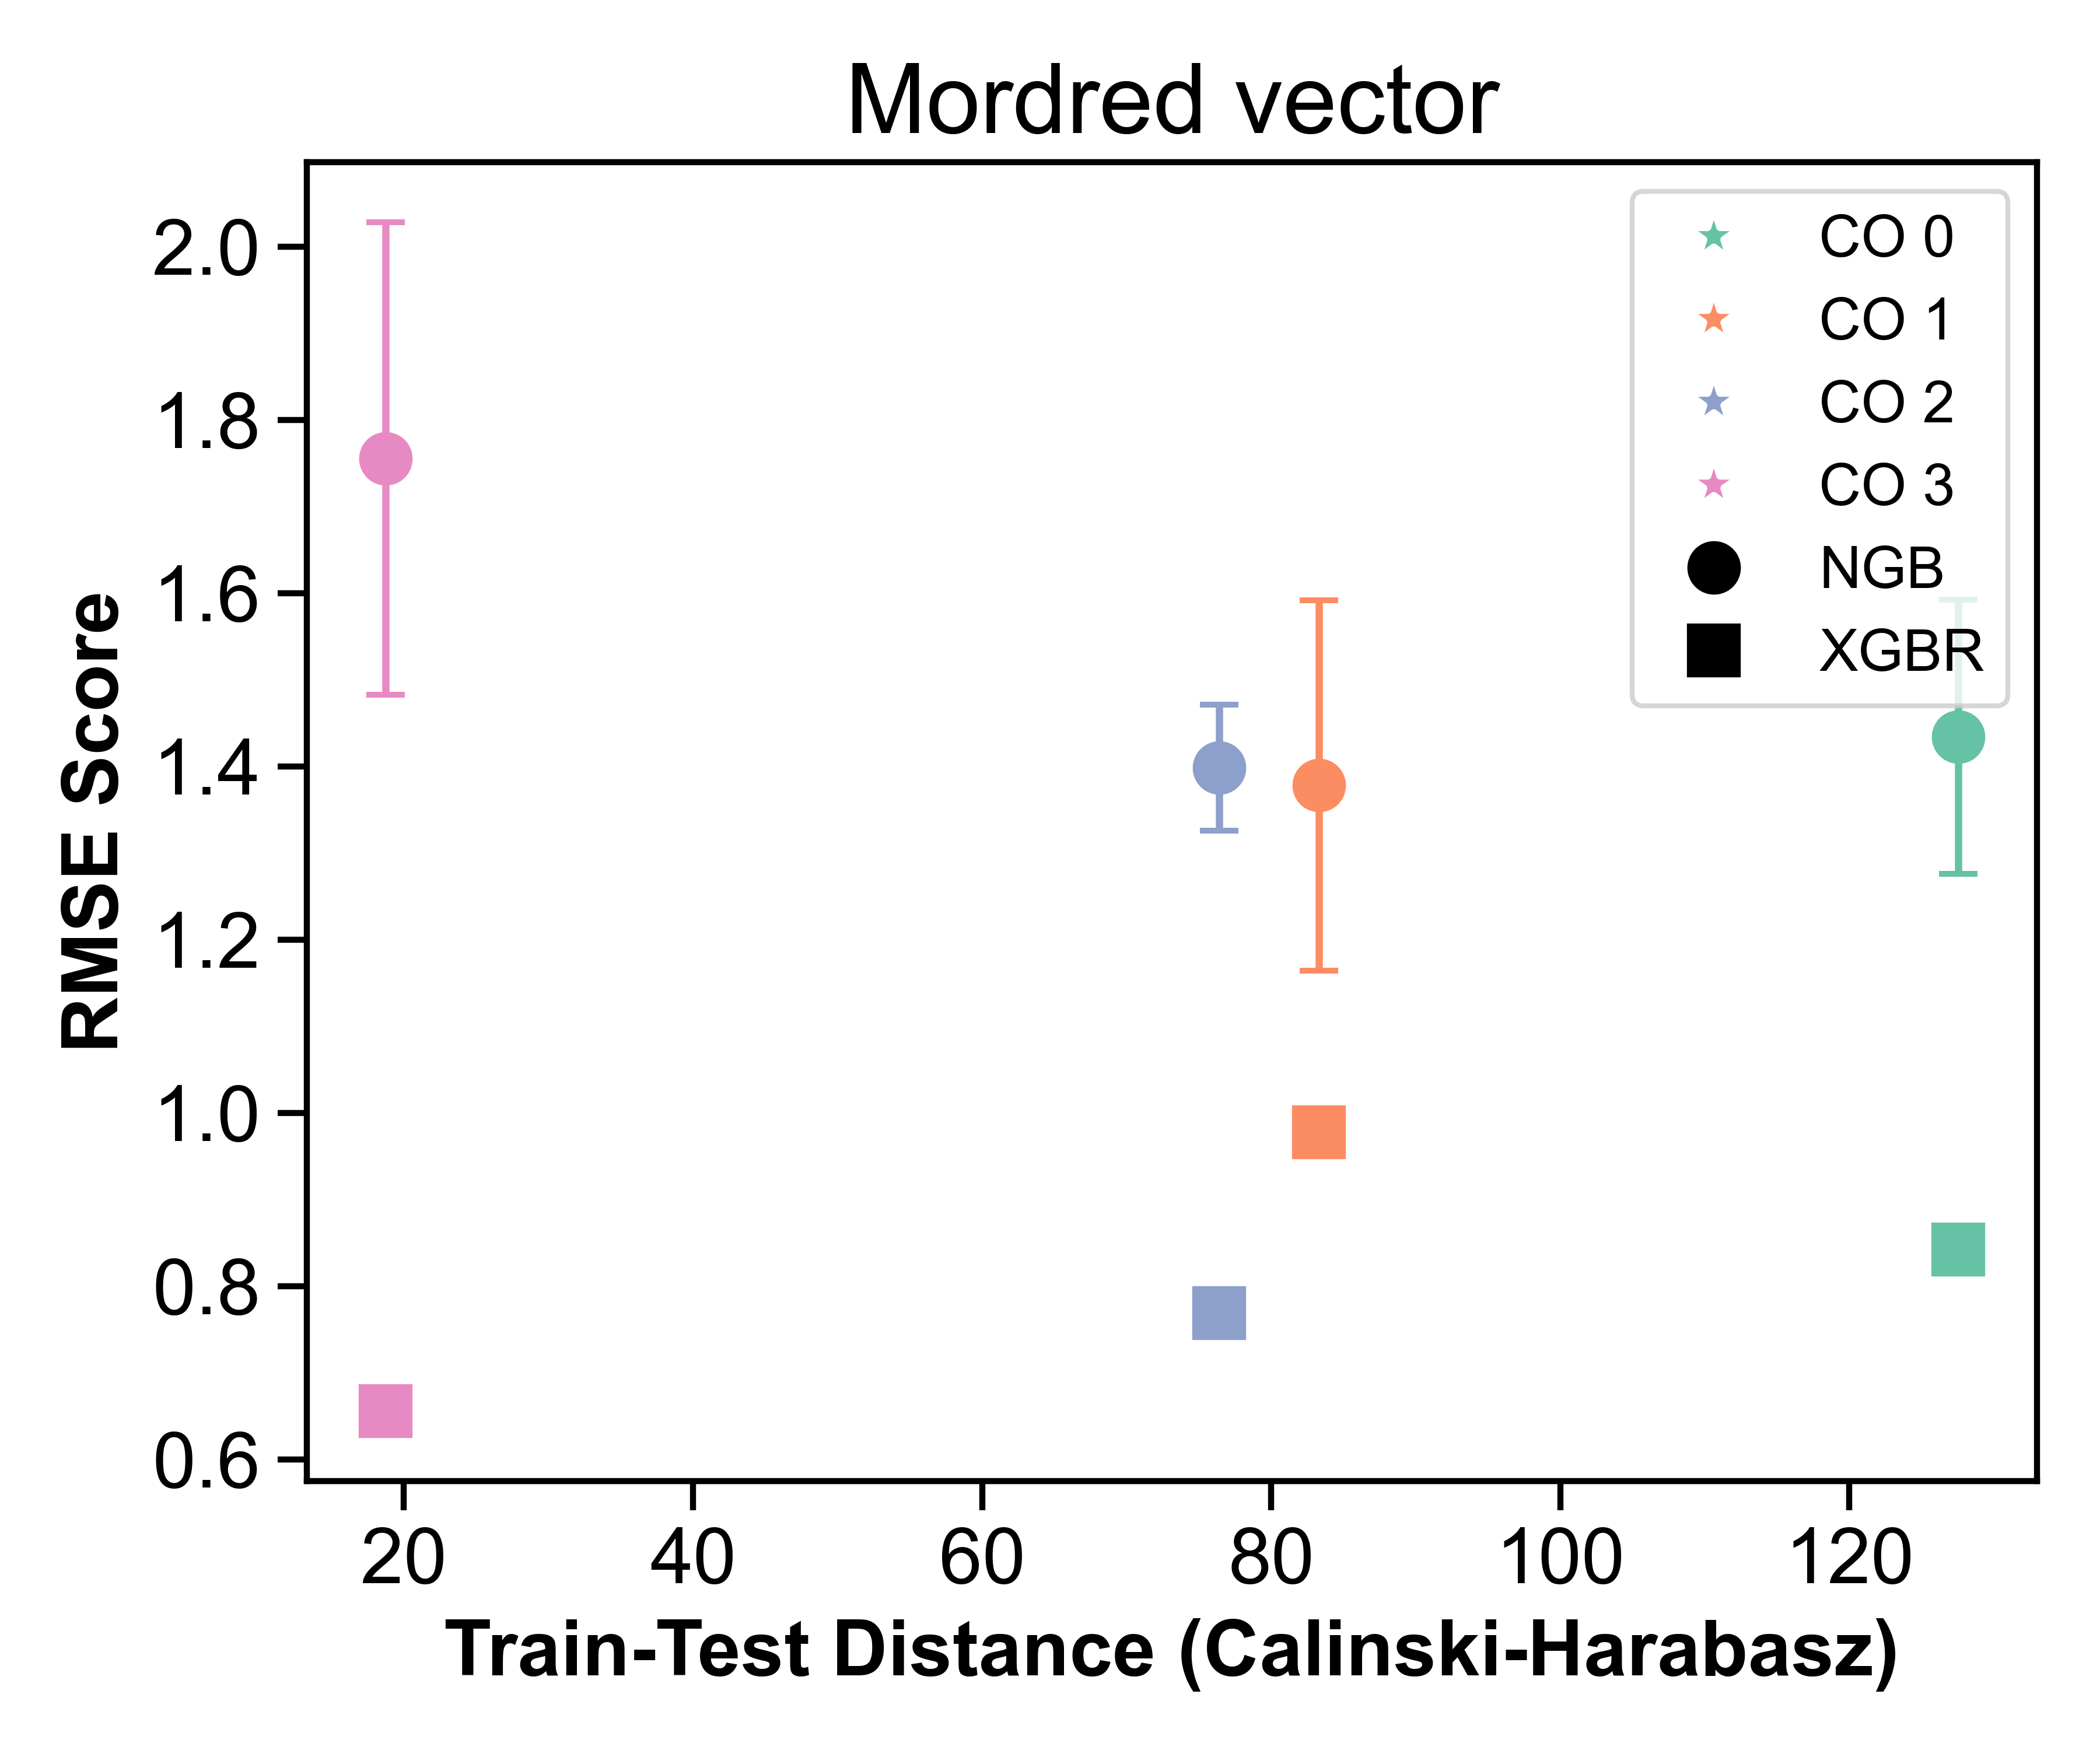 Mordred vector
RMSE Score
2.0
1.8
1.6
1.4
1.2
1.0
0.8
0.6
CO 0
CO 1
CO 2
CO 3
NGB
XGBR
20 40 60 80 100 120
Train-Test Distance (Calinski-Harabasz)